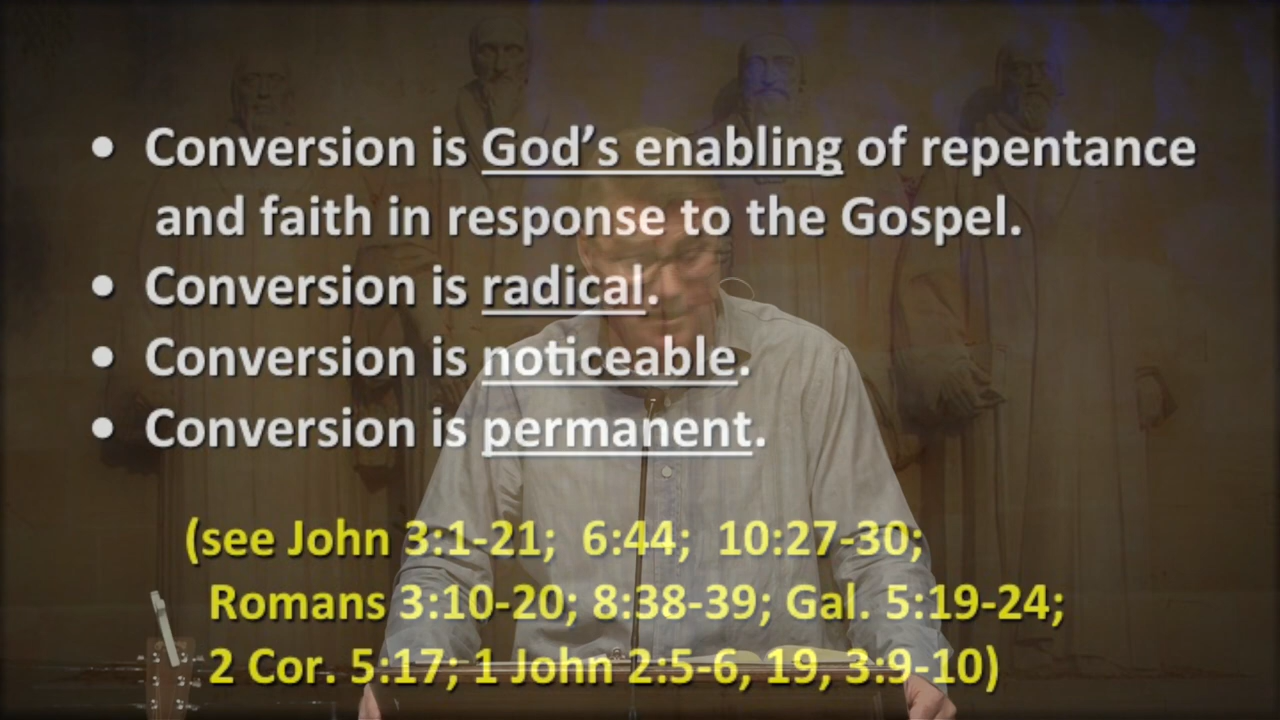 • Conversion is God’s enabling of repentance
and faith in response to the Gospel.
• Conversion is radical.
• Conversion is noticeable.
• Conversion is permanent.
(see John 3:1-21; 6:44; 10:27-30;
Romans 3:10-20; 8:38-39; Gal. 5:19-24;
2 Cor. 5:17; 1 John 2:5-6, 19, 3:9-10)